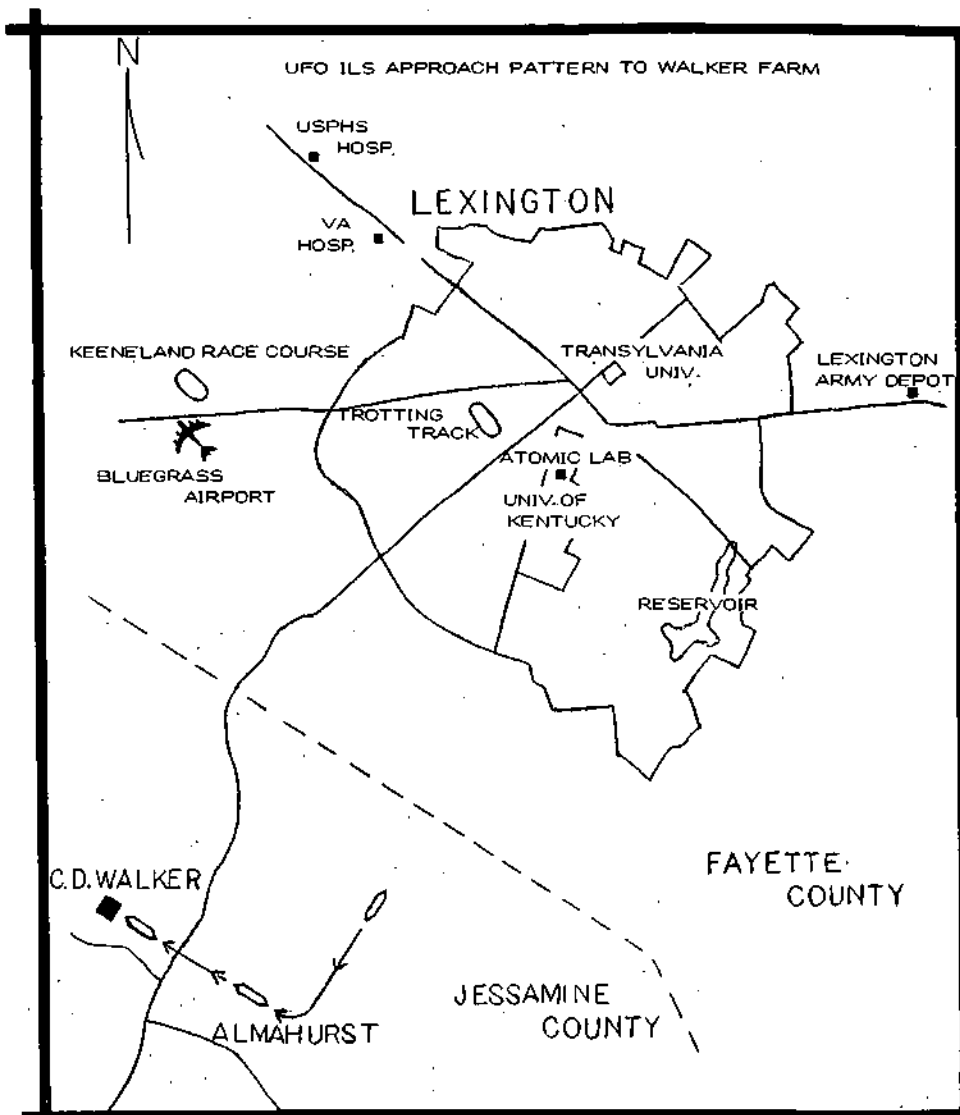 N
UFO ILS APPROACH PATTERN TO WALKER FARM
USPHS
HOSP.
LEXINGTON
VA
HOSP.
KEENELAND RACE COURSE
TRANSYLVANIA
UNIV.
LEXINGTON
ARMY DEPOT
TROTTING
TRACK
BLUEGRASS
AIRPORT
ATOMIC LAB
UNIV. OF
KENTUCKY
RESERVOIR
FAYETTE
COUNTY
C.D. WALKER
JESSAMINE
COUNTY
ALMAHURST